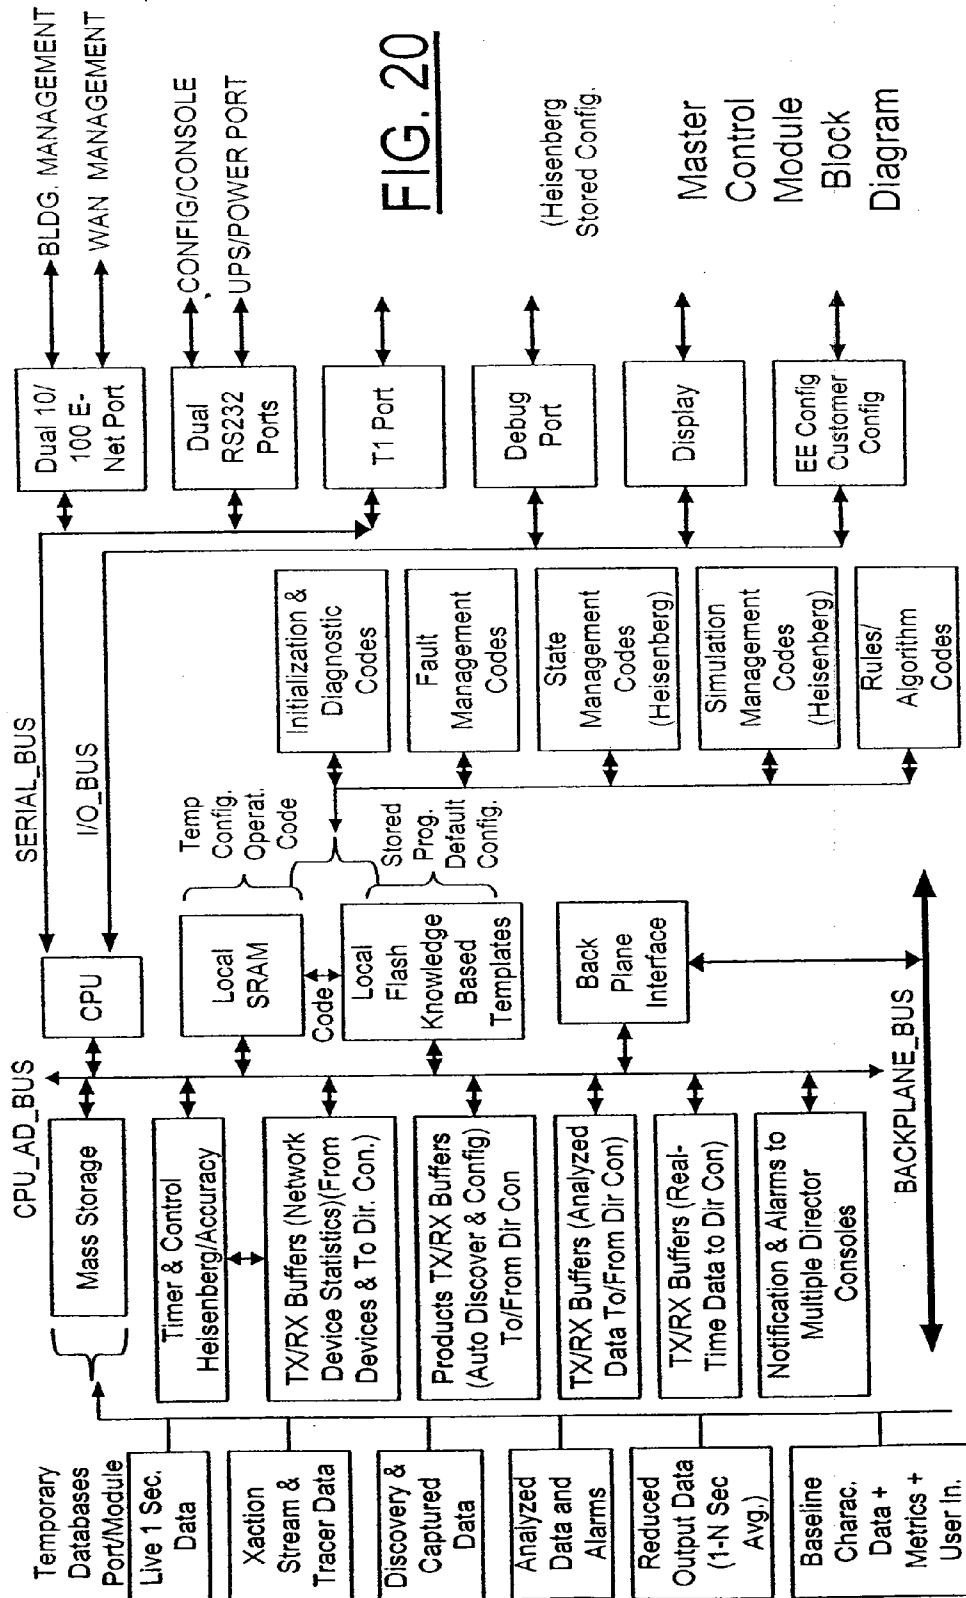 Temporary
Databases
Port/Module
Live 1 Sec.
Data
Xaction
Stream &
Tracer Data
Discovery &
Captured
Data
Analyzed
Data and
Alarms
Reduced
Output Data
(1-N Sec
Avg.)
Baseline
Charac.
Data +
Metrics +
User In.
CPU_AD_BUS
Mass Storage
Timer & Control
Heisenberg/Accuracy
TX/RX Buffers (Network
Device Statistics)(From
Devices & To Dir. Con.)
Products TX/RX Buffers
(Auto Discover & Config)
To/From Dir Con
TX/RX Buffers (Analyzed
Data To/From Dir Con)
TX/RX Buffers (Real-
Time Data to Dir Con)
Notification & Alarms to
Multiple Director
Consoles
BACKPLANE_BUS
CPU
Local
SRAM
Code
Local
Flash
Knowledge
Based
Templates
Back
Plane
Interface
SERIAL_BUS
I/O_BUS
Temp
Config.
Operat.
Code
Stored
Prog.
Default
Config.
Initialization &
Diagnostic
Codes
Fault
Management
Codes
State
Management
Codes
(Heisenberg)
Simulation
Management
Codes
(Heisenberg)
Rules/
Algorithm
Codes
Dual 10/
100 E-
Net Port
Dual
RS232
Ports
T1 Port
Debug
Port
Display
EE Config
Customer
Config
BLDG. MANAGEMENT
WAN MANAGEMENT
CONFIG/CONSOLE
UPS/POWER PORT
FIG. 20
(Heisenberg
Stored Config.
Master
Control
Module
Block
Diagram